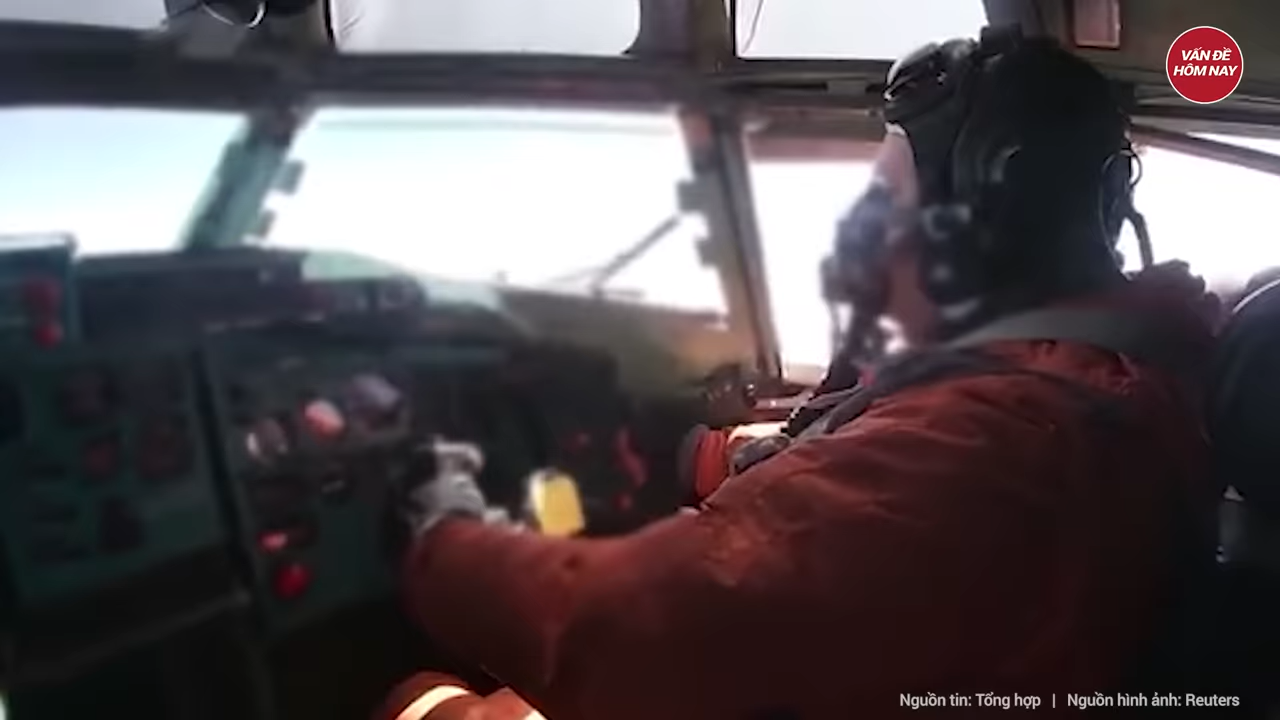 VẤN ĐỀ
HÔM NAY
Nguồn tin: Tổng hợp | Nguồn hình ảnh: Reuters